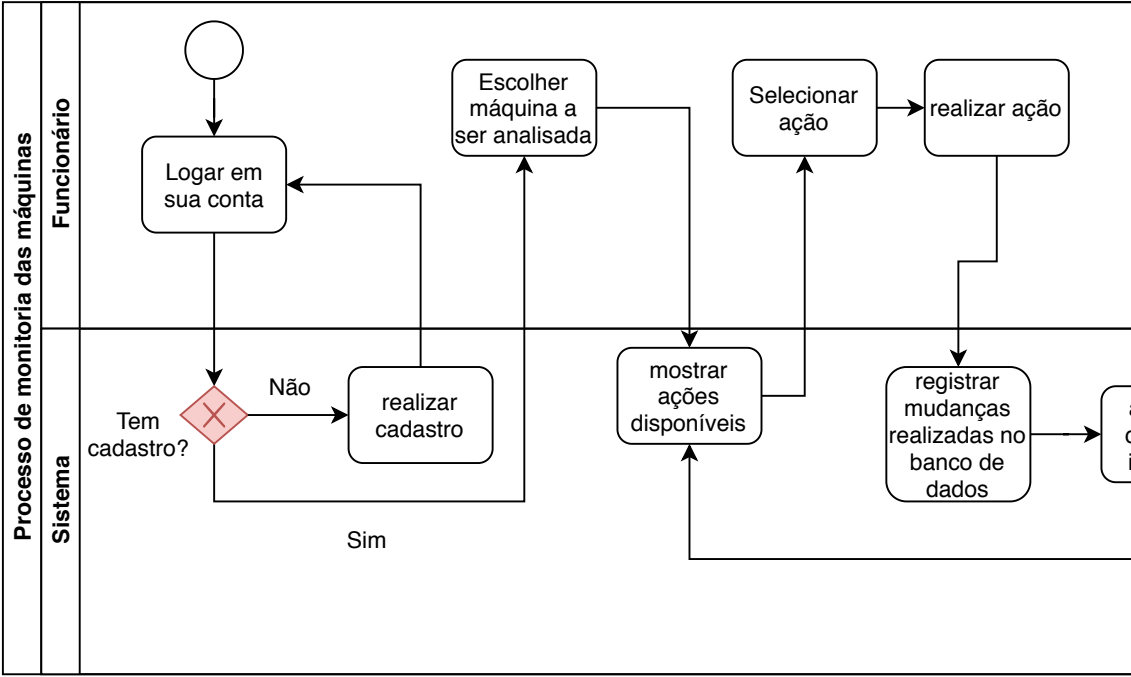 Processo de monitoria das máquinas
Funcionário
Sistema
Logar em
sua conta
Escolher
máquina a
ser analisada
Selecionar
ação
realizar ação
Tem
cadastro?
Não
realizar
cadastro
Sim
mostrar
ações
disponíveis
registrar
mudanças
realizadas no
banco de
dados